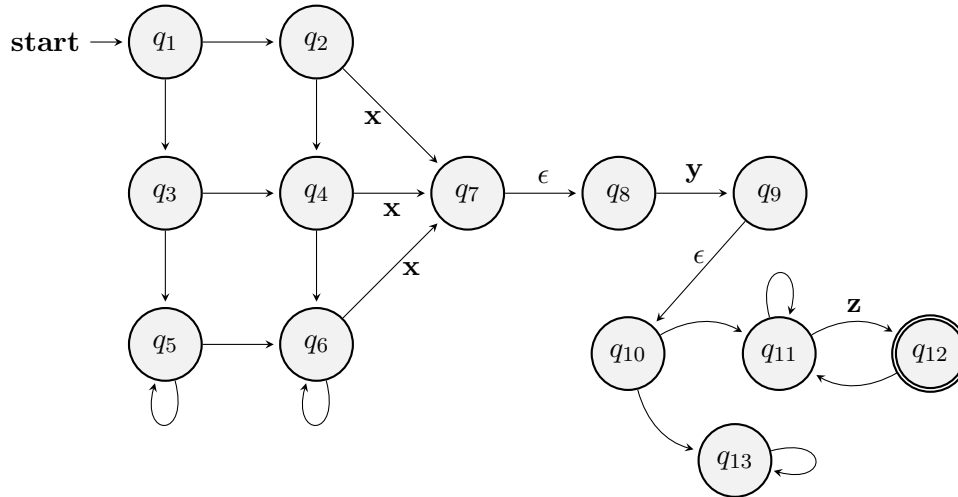 start q₁ q₂
x
q₃ q₄ x q₇ ϵ q₈ y q₉
x
ϵ
q₅ q₆
q₁₀ q₁₁ z q₁₂
q₁₃